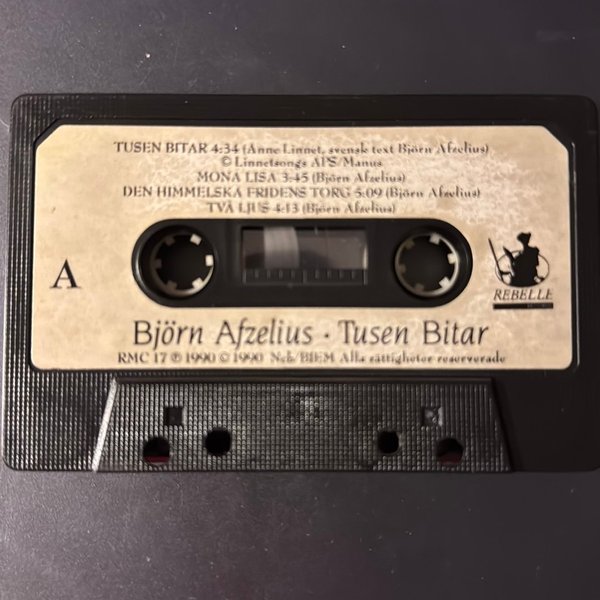 TUSEN BITAR 4:34 (Anne Linnet, svensk text Björn Afzelius)
© Linnetsongs APS/Manus
MONA LISA 3:45 (Björn Afzelius)
DEN HIMMELSKA FRIDENS TORG 5:09 (Björn Afzelius)
TVÅ LJUS 4:13 (Björn Afzelius)
A
REBELLE
Björn Afzelius · Tusen Bitar
RMC 17 ℗ 1990 © 1990 Ncb/BIEM Alla rättigheter reserverade